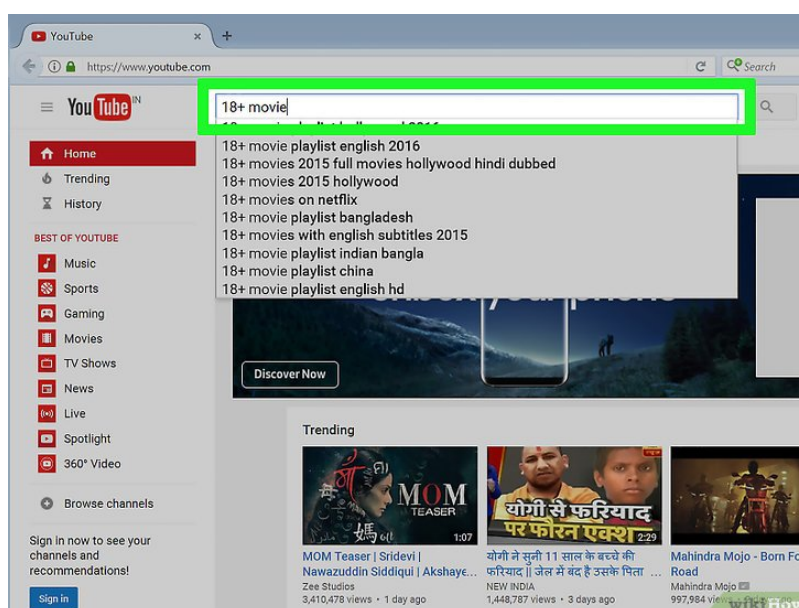 YouTube
https://www.youtube.com
Search
YouTube IN
18+ movie
18+ movie playlist english 2016
18+ movies 2015 full movies hollywood hindi dubbed
18+ movies 2015 hollywood
18+ movies on netflix
18+ movie playlist bangladesh
18+ movies with english subtitles 2015
18+ movie playlist indian bangla
18+ movie playlist china
18+ movie playlist english hd
Home
Trending
History
BEST OF YOUTUBE
Music
Sports
Gaming
Movies
TV Shows
News
Live
Spotlight
360° Video
Browse channels
Sign in now to see your
channels and
recommendations!
Sign in
Discover Now
Trending
माँ
MOM
TEASER
1:07
MOM Teaser | Sridevi |
Nawazuddin Siddiqui | Akshaye...
Zee Studios
3,410,478 views • 1 day ago
योगी से फरियाद
पर फौरन एक्शन
2:29
योगी ने सुनी 11 साल के बच्चे की
फरियाद || जेल में बंद है उसके पिता ...
NEW INDIA
1,448,787 views • 3 days ago
Mahindra Mojo - Born Fo
Road
Mahindra Mojo
997,984 views